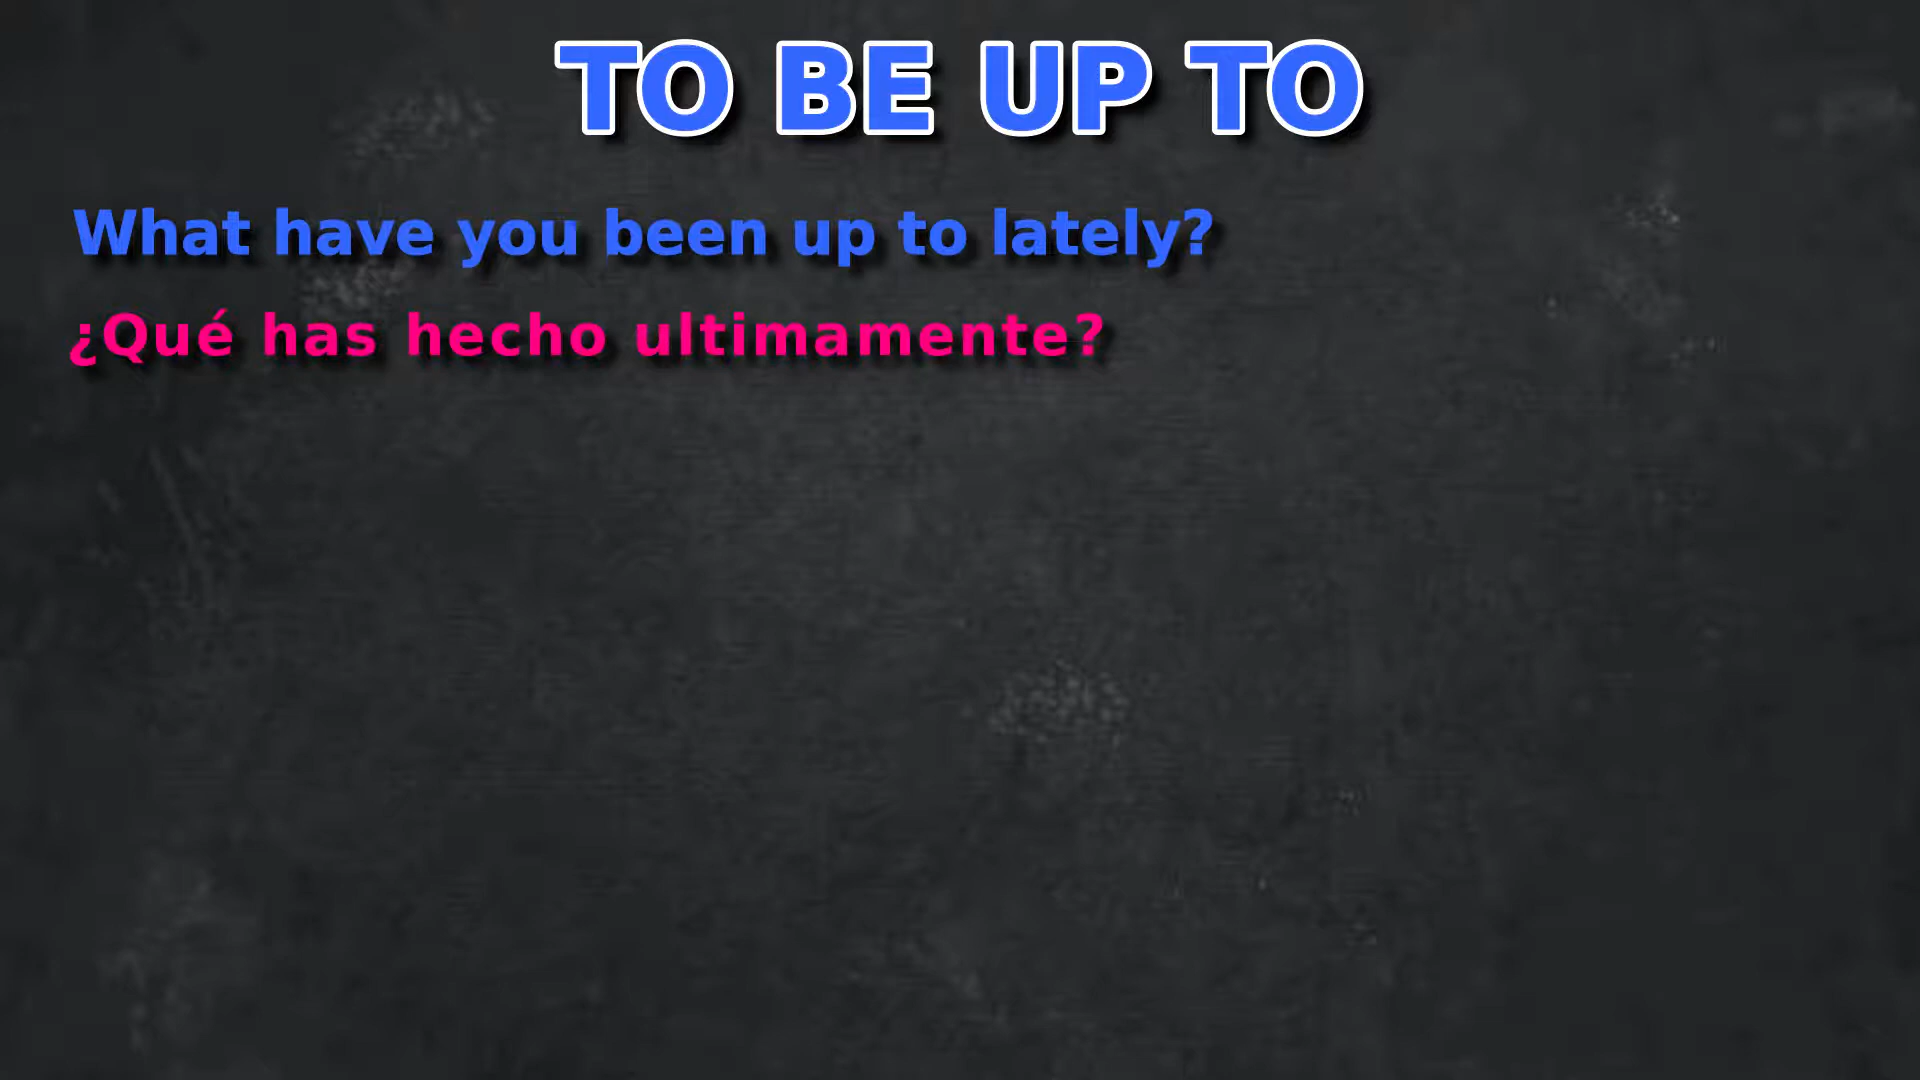 TO BE UP TO
What have you been up to lately?
¿Qué has hecho ultimamente?